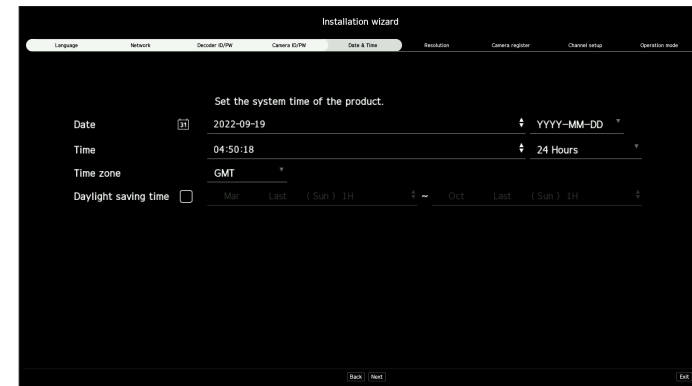 Installation wizard
Language Network Decoder ID/PW Camera ID/PW Date & Time Resolution Camera register Channel setup Operation mode
Set the system time of the product.
Date 31 2022-09-19 YYYY-MM-DD
Time 04:50:18 24 Hours
Time zone GMT
Daylight saving time Mar Last ( Sun ) 1H ~ Oct Last ( Sun ) 1H
Back Next Exit